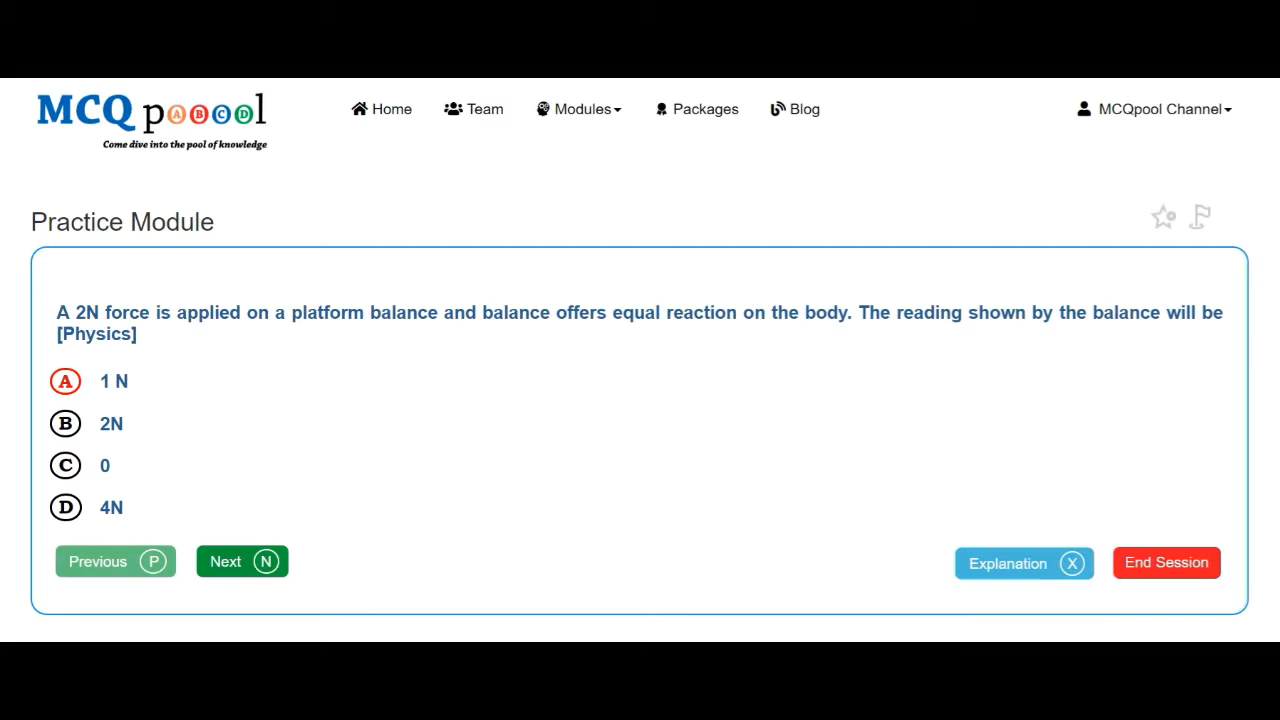 MCQ pABCDl
Come dive into the pool of knowledge
Home Team Modules Packages Blog MCQpool Channel
Practice Module
A 2N force is applied on a platform balance and balance offers equal reaction on the body. The reading shown by the balance will be
[Physics]
A 1 N
B 2N
C 0
D 4N
Previous P Next N Explanation X End Session